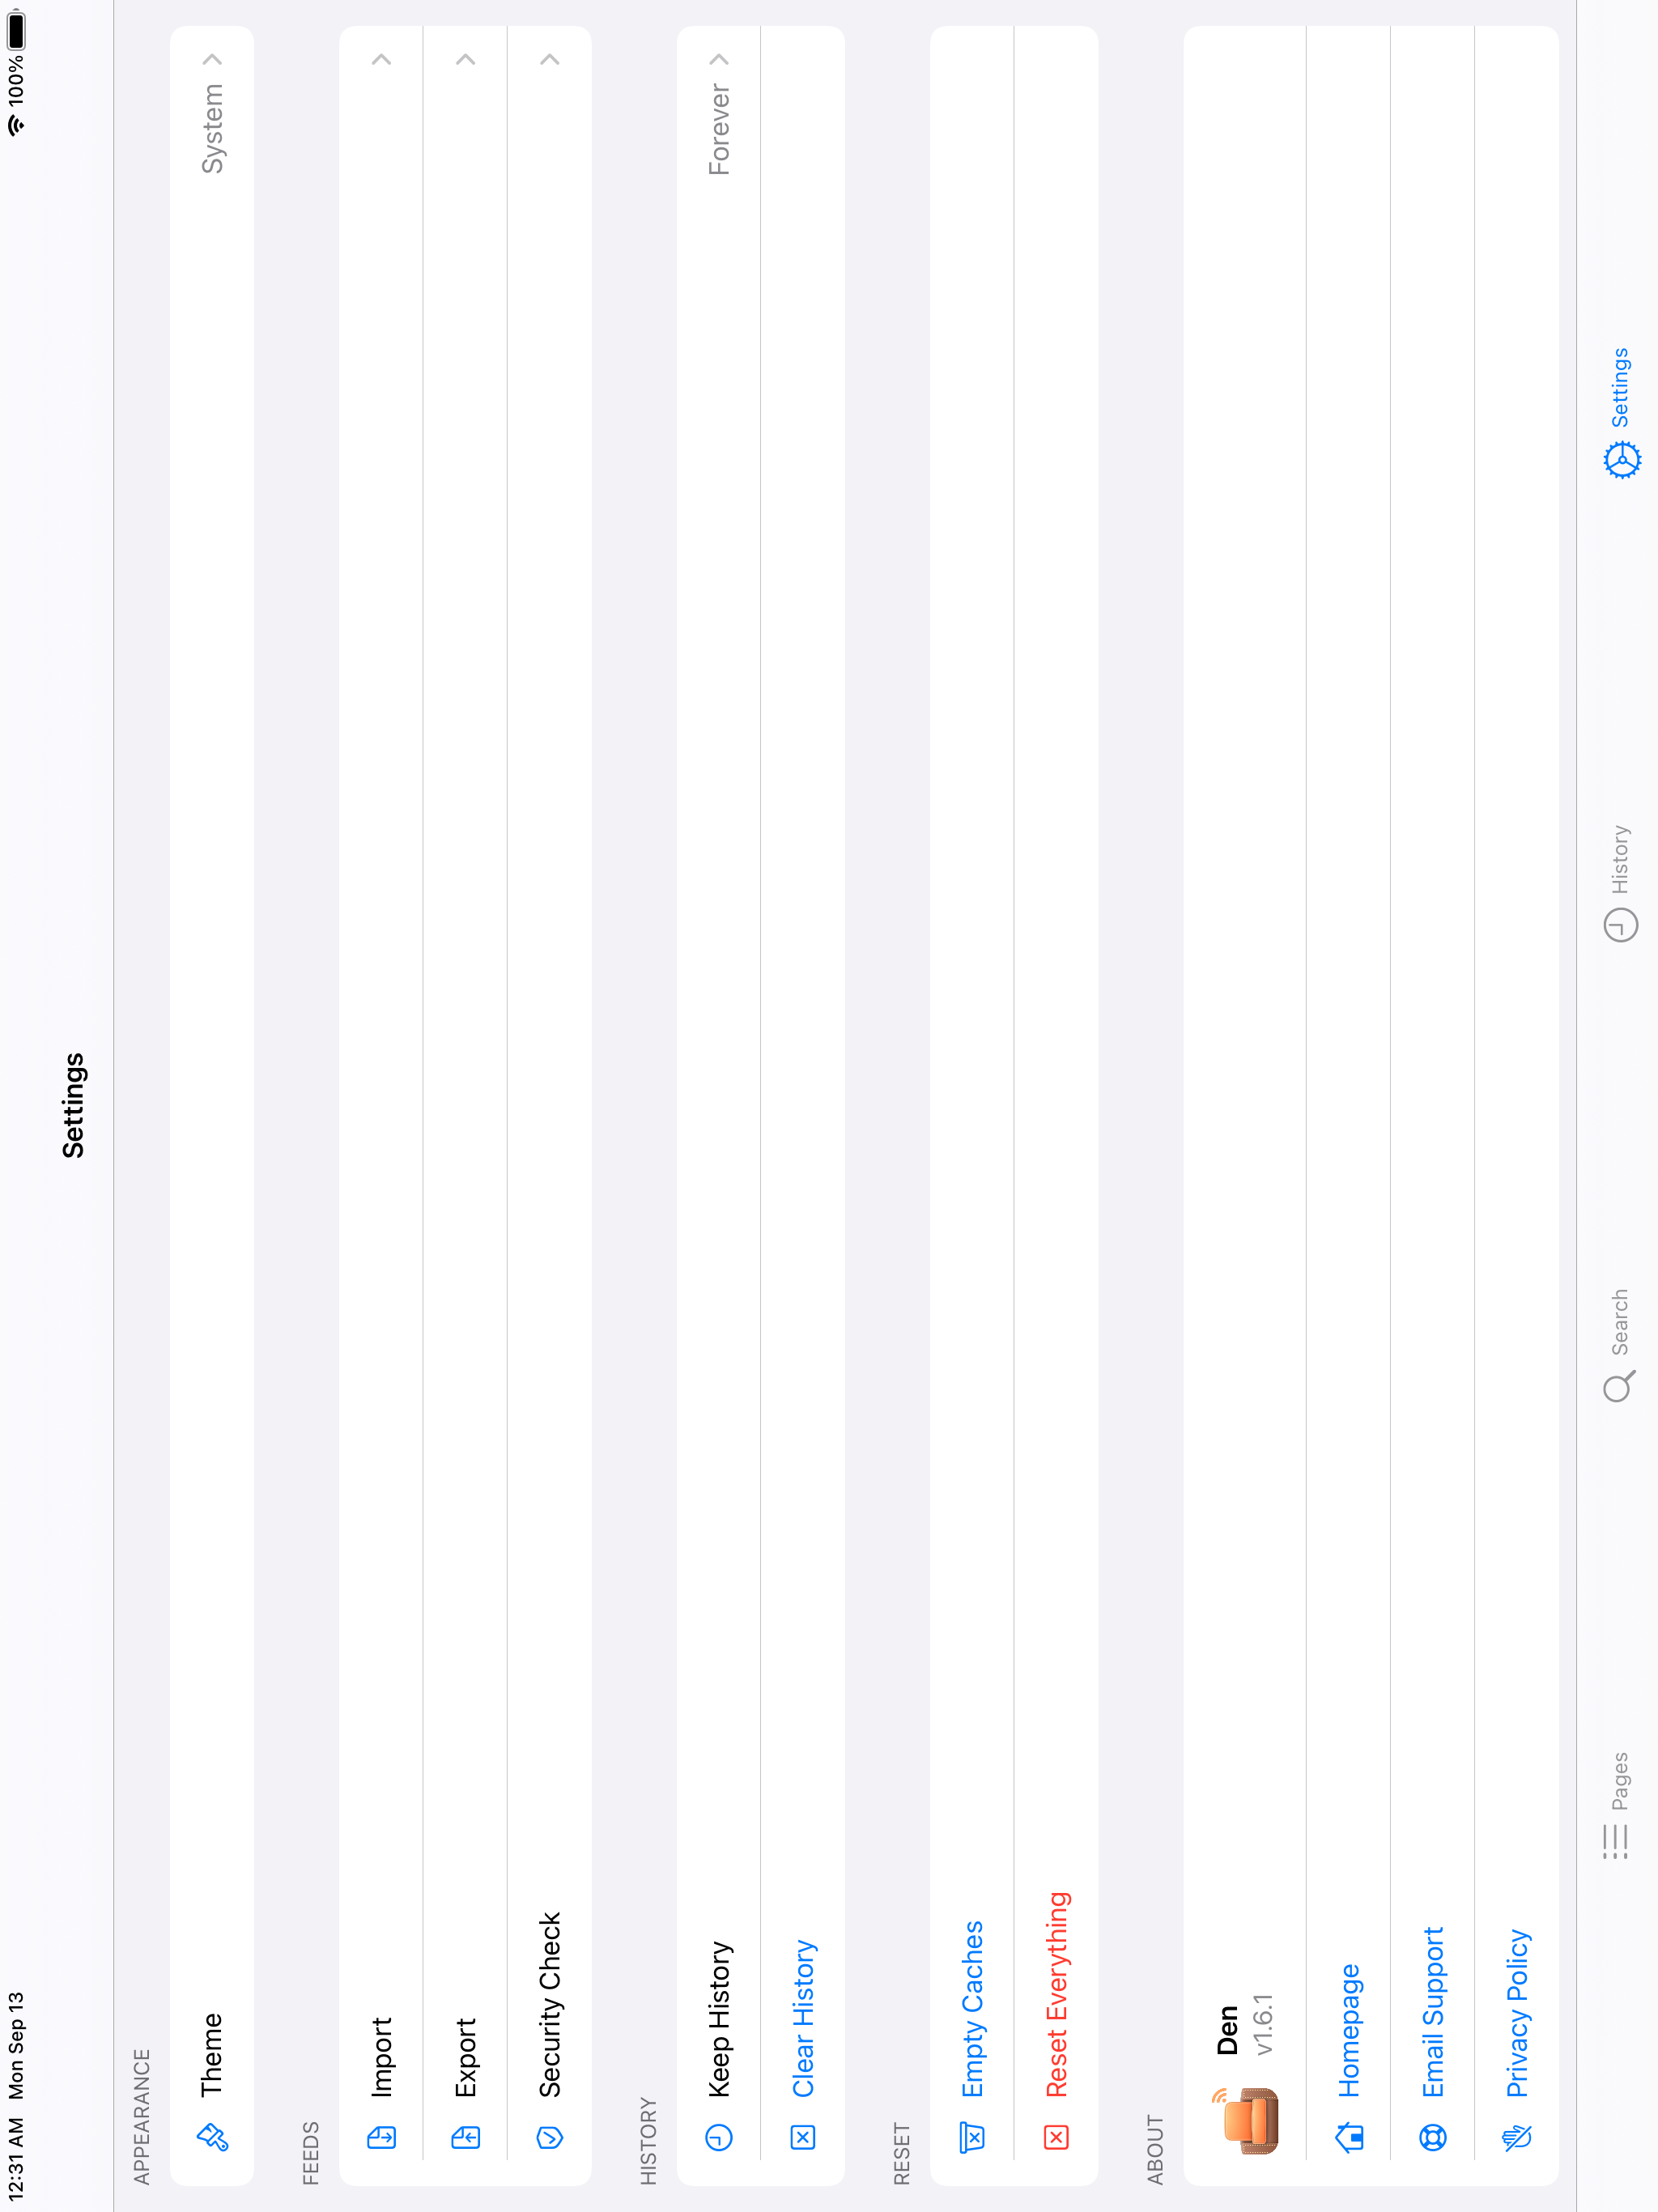 12:31 AM Mon Sep 13 100%
Settings
APPEARANCE
Theme System
FEEDS
Import
Export
Security Check
HISTORY
Keep History Forever
Clear History
RESET
Empty Caches
Reset Everything
ABOUT
Den
v1.6.1
Homepage
Email Support
Privacy Policy
Pages Search History Settings